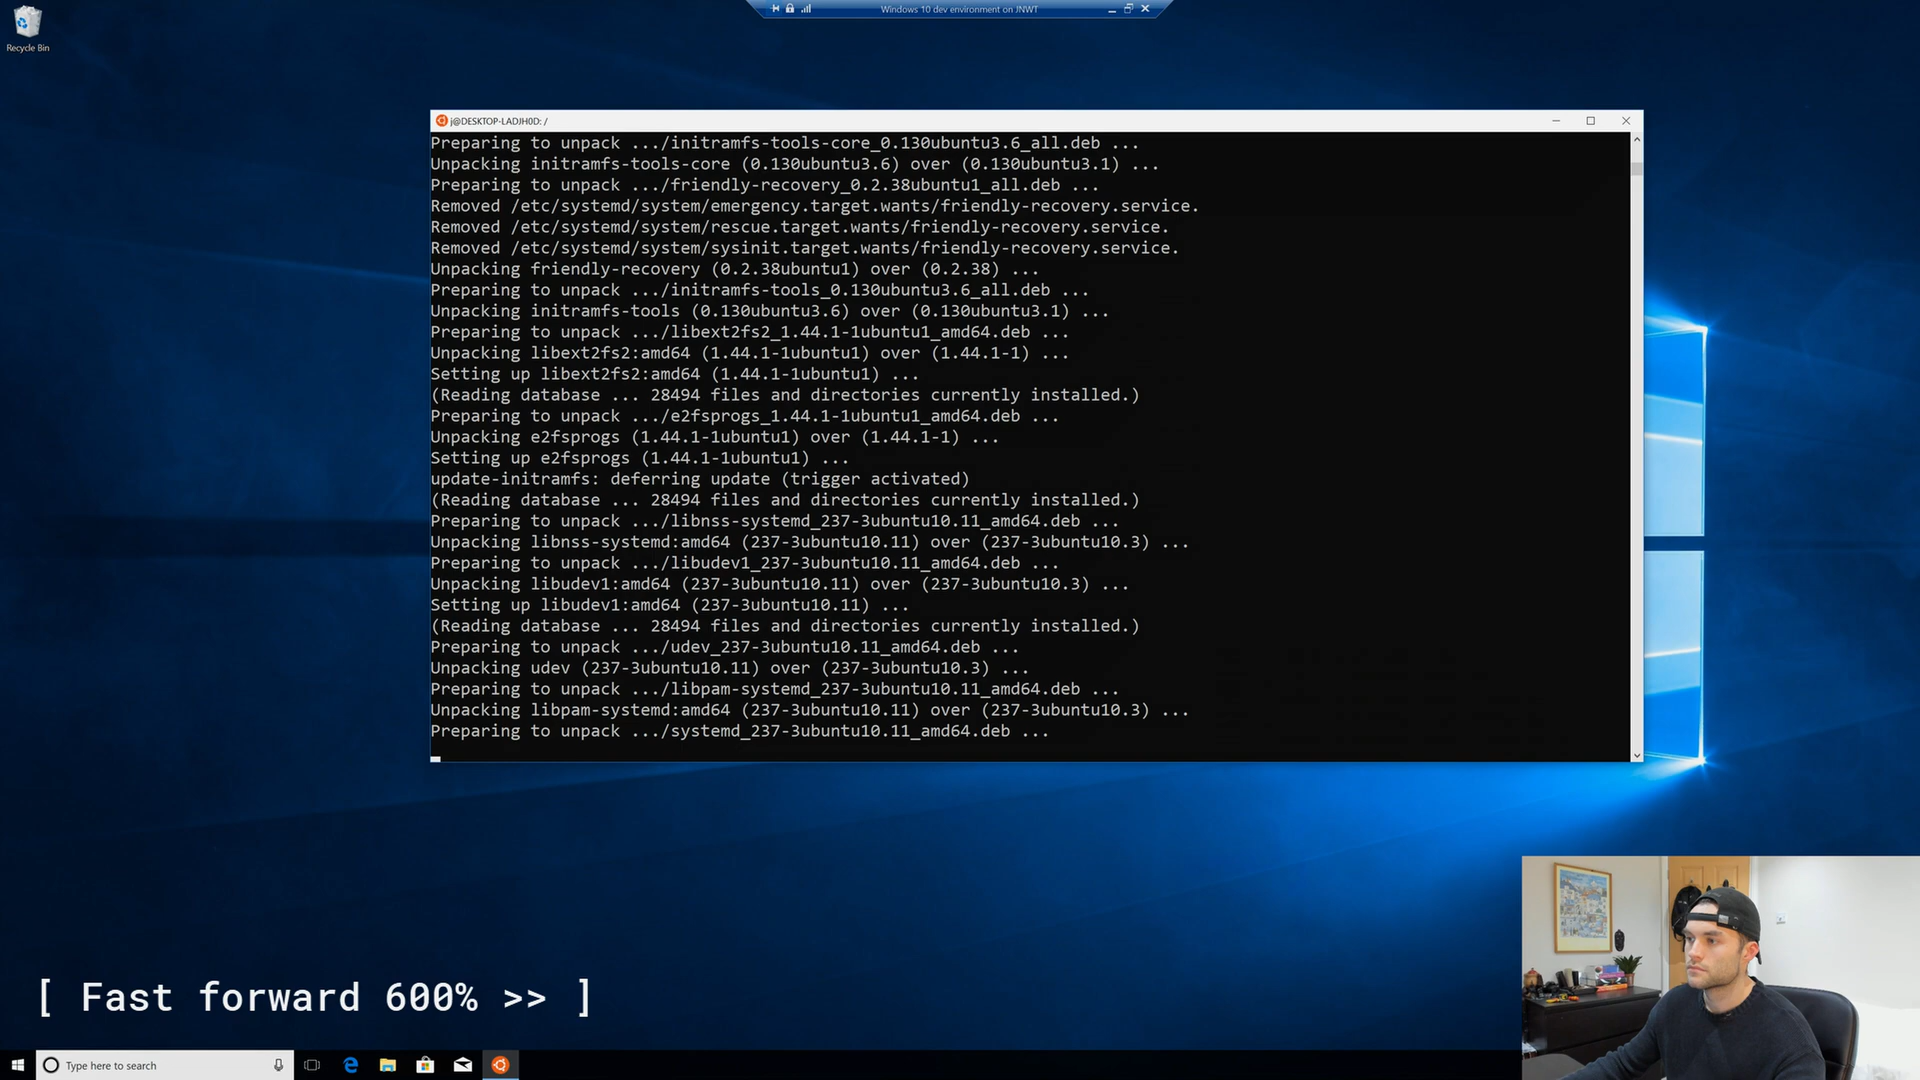 Windows 10 dev environment on JNWT
Recycle Bin
j@DESKTOP-LADJH0D: /
Preparing to unpack .../initramfs-tools-core_0.130ubuntu3.6_all.deb ...
Unpacking initramfs-tools-core (0.130ubuntu3.6) over (0.130ubuntu3.1) ...
Preparing to unpack .../friendly-recovery_0.2.38ubuntu1_all.deb ...
Removed /etc/systemd/system/emergency.target.wants/friendly-recovery.service.
Removed /etc/systemd/system/rescue.target.wants/friendly-recovery.service.
Removed /etc/systemd/system/sysinit.target.wants/friendly-recovery.service.
Unpacking friendly-recovery (0.2.38ubuntu1) over (0.2.38) ...
Preparing to unpack .../initramfs-tools_0.130ubuntu3.6_all.deb ...
Unpacking initramfs-tools (0.130ubuntu3.6) over (0.130ubuntu3.1) ...
Preparing to unpack .../libext2fs2_1.44.1-1ubuntu1_amd64.deb ...
Unpacking libext2fs2:amd64 (1.44.1-1ubuntu1) over (1.44.1-1) ...
Setting up libext2fs2:amd64 (1.44.1-1ubuntu1) ...
(Reading database ... 28494 files and directories currently installed.)
Preparing to unpack .../e2fsprogs_1.44.1-1ubuntu1_amd64.deb ...
Unpacking e2fsprogs (1.44.1-1ubuntu1) over (1.44.1-1) ...
Setting up e2fsprogs (1.44.1-1ubuntu1) ...
update-initramfs: deferring update (trigger activated)
(Reading database ... 28494 files and directories currently installed.)
Preparing to unpack .../libnss-systemd_237-3ubuntu10.11_amd64.deb ...
Unpacking libnss-systemd:amd64 (237-3ubuntu10.11) over (237-3ubuntu10.3) ...
Preparing to unpack .../libudev1_237-3ubuntu10.11_amd64.deb ...
Unpacking libudev1:amd64 (237-3ubuntu10.11) over (237-3ubuntu10.3) ...
Setting up libudev1:amd64 (237-3ubuntu10.11) ...
(Reading database ... 28494 files and directories currently installed.)
Preparing to unpack .../udev_237-3ubuntu10.11_amd64.deb ...
Unpacking udev (237-3ubuntu10.11) over (237-3ubuntu10.3) ...
Preparing to unpack .../libpam-systemd_237-3ubuntu10.11_amd64.deb ...
Unpacking libpam-systemd:amd64 (237-3ubuntu10.11) over (237-3ubuntu10.3) ...
Preparing to unpack .../systemd_237-3ubuntu10.11_amd64.deb ...
[ Fast forward 600% >> ]
Type here to search